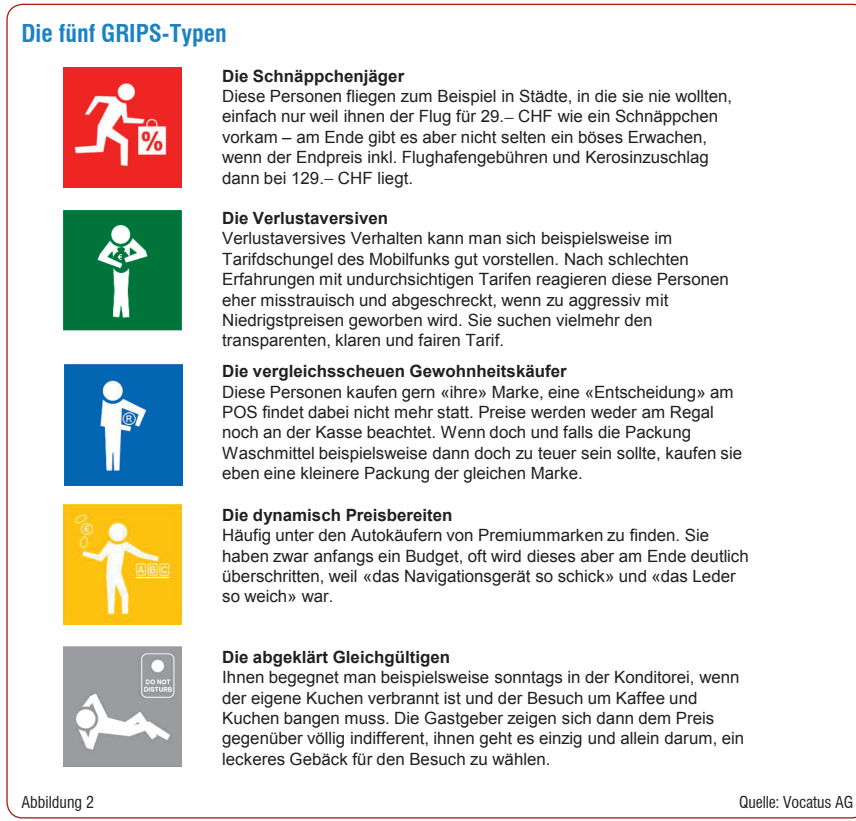 Die fünf GRIPS-Typen
%
Die Schnäppchenjäger
Diese Personen fliegen zum Beispiel in Städte, in die sie nie wollten,
einfach nur weil ihnen der Flug für 29.– CHF wie ein Schnäppchen
vorkam – am Ende gibt es aber nicht selten ein böses Erwachen,
wenn der Endpreis inkl. Flughafengebühren und Kerosinzuschlag
dann bei 129.– CHF liegt.
€
Die Verlustaversiven
Verlustaversives Verhalten kann man sich beispielsweise im
Tarifdschungel des Mobilfunks gut vorstellen. Nach schlechten
Erfahrungen mit undurchsichtigen Tarifen reagieren diese Personen
eher misstrauisch und abgeschreckt, wenn zu aggressiv mit
Niedrigstpreisen geworben wird. Sie suchen vielmehr den
transparenten, klaren und fairen Tarif.
®
Die vergleichsscheuen Gewohnheitskäufer
Diese Personen kaufen gern «ihre» Marke, eine «Entscheidung» am
POS findet dabei nicht mehr statt. Preise werden weder am Regal
noch an der Kasse beachtet. Wenn doch und falls die Packung
Waschmittel beispielsweise dann doch zu teuer sein sollte, kaufen sie
eben eine kleinere Packung der gleichen Marke.
€
A B C
Die dynamisch Preisbereiten
Häufig unter den Autokäufern von Premiummarken zu finden. Sie
haben zwar anfangs ein Budget, oft wird dieses aber am Ende deutlich
überschritten, weil «das Navigationsgerät so schick» und «das Leder
so weich» war.
DO NOT
DISTURB
Die abgeklärt Gleichgültigen
Ihnen begegnet man beispielsweise sonntags in der Konditorei, wenn
der eigene Kuchen verbrannt ist und der Besuch um Kaffee und
Kuchen bangen muss. Die Gastgeber zeigen sich dann dem Preis
gegenüber völlig indifferent, ihnen geht es einzig und allein darum, ein
leckeres Gebäck für den Besuch zu wählen.
Abbildung 2
Quelle: Vocatus AG